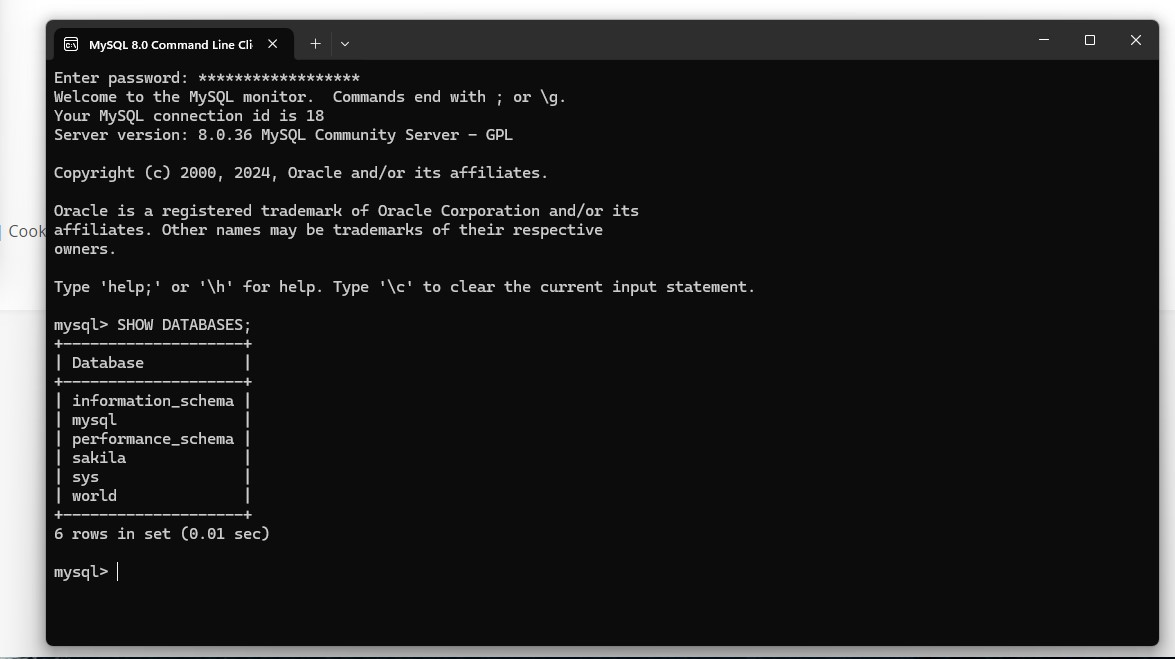 MySQL 8.0 Command Line Cli
Enter password: ******************
Welcome to the MySQL monitor.  Commands end with ; or \g.
Your MySQL connection id is 18
Server version: 8.0.36 MySQL Community Server - GPL
Copyright (c) 2000, 2024, Oracle and/or its affiliates.
Oracle is a registered trademark of Oracle Corporation and/or its
affiliates. Other names may be trademarks of their respective
owners.
Type 'help;' or '\h' for help. Type '\c' to clear the current input statement.
mysql> SHOW DATABASES;
+--------------------+
| Database           |
+--------------------+
| information_schema |
| mysql              |
| performance_schema |
| sakila             |
| sys                |
| world              |
+--------------------+
6 rows in set (0.01 sec)
mysql>
Cook